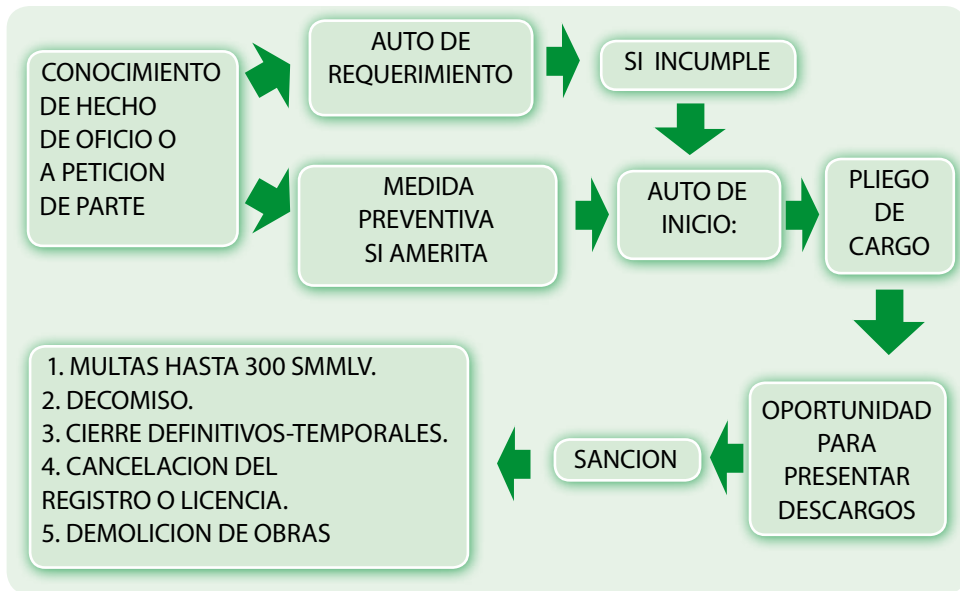 CONOCIMIENTO
DE HECHO
DE OFICIO O
A PETICION
DE PARTE
AUTO DE
REQUERIMIENTO
SI INCUMPLE
MEDIDA
PREVENTIVA
SI AMERITA
AUTO DE
INICIO:
PLIEGO
DE
CARGO
OPORTUNIDAD
PARA
PRESENTAR
DESCARGOS
SANCION
1. MULTAS HASTA 300 SMMLV.
2. DECOMISO.
3. CIERRE DEFINITIVOS-TEMPORALES.
4. CANCELACION DEL
REGISTRO O LICENCIA.
5. DEMOLICION DE OBRAS